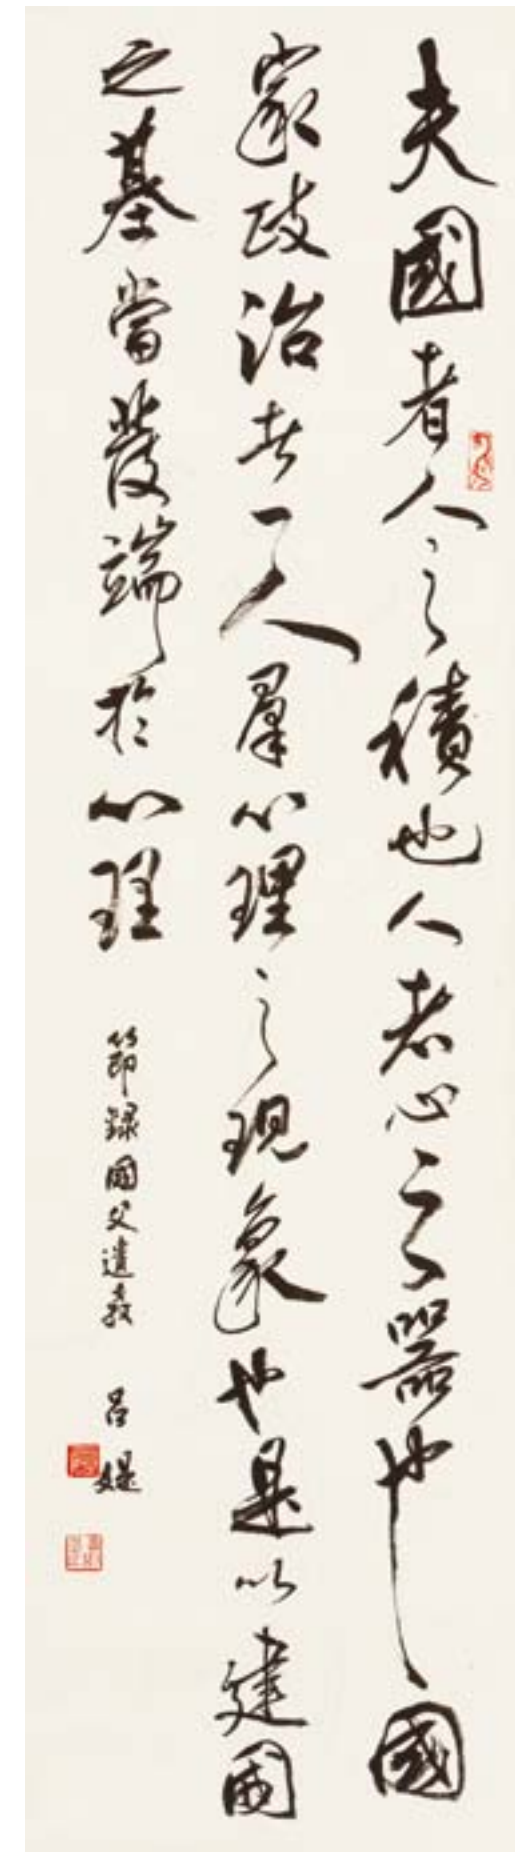 夫國者人之積也人者心之器也國
家政治者一人羣心理之現象也是以建國
之基當發端於心理
節錄國父遺教 呂媞